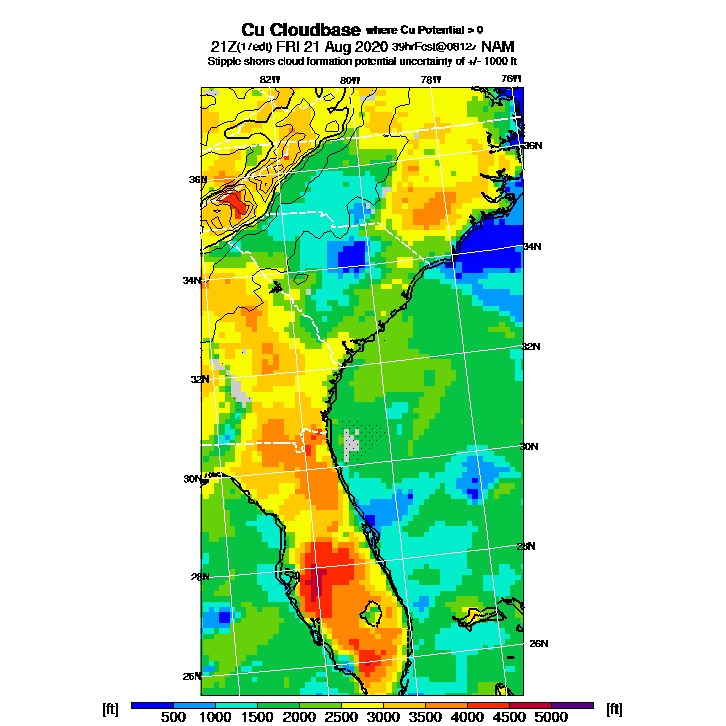 Cu Cloudbase where Cu Potential > 0
21Z(17edt) FRI 21 Aug 2020 39hrFcst@0812z NAM
Stipple shows cloud formation potential uncertainty of +/- 1000 ft
82W 80W 78W 76W
36N
36N
34N
34N
32N
32N
30N
30N
28N
28N
26N
26N
[ft] [ft]
500 1000 1500 2000 2500 3000 3500 4000 4500 5000